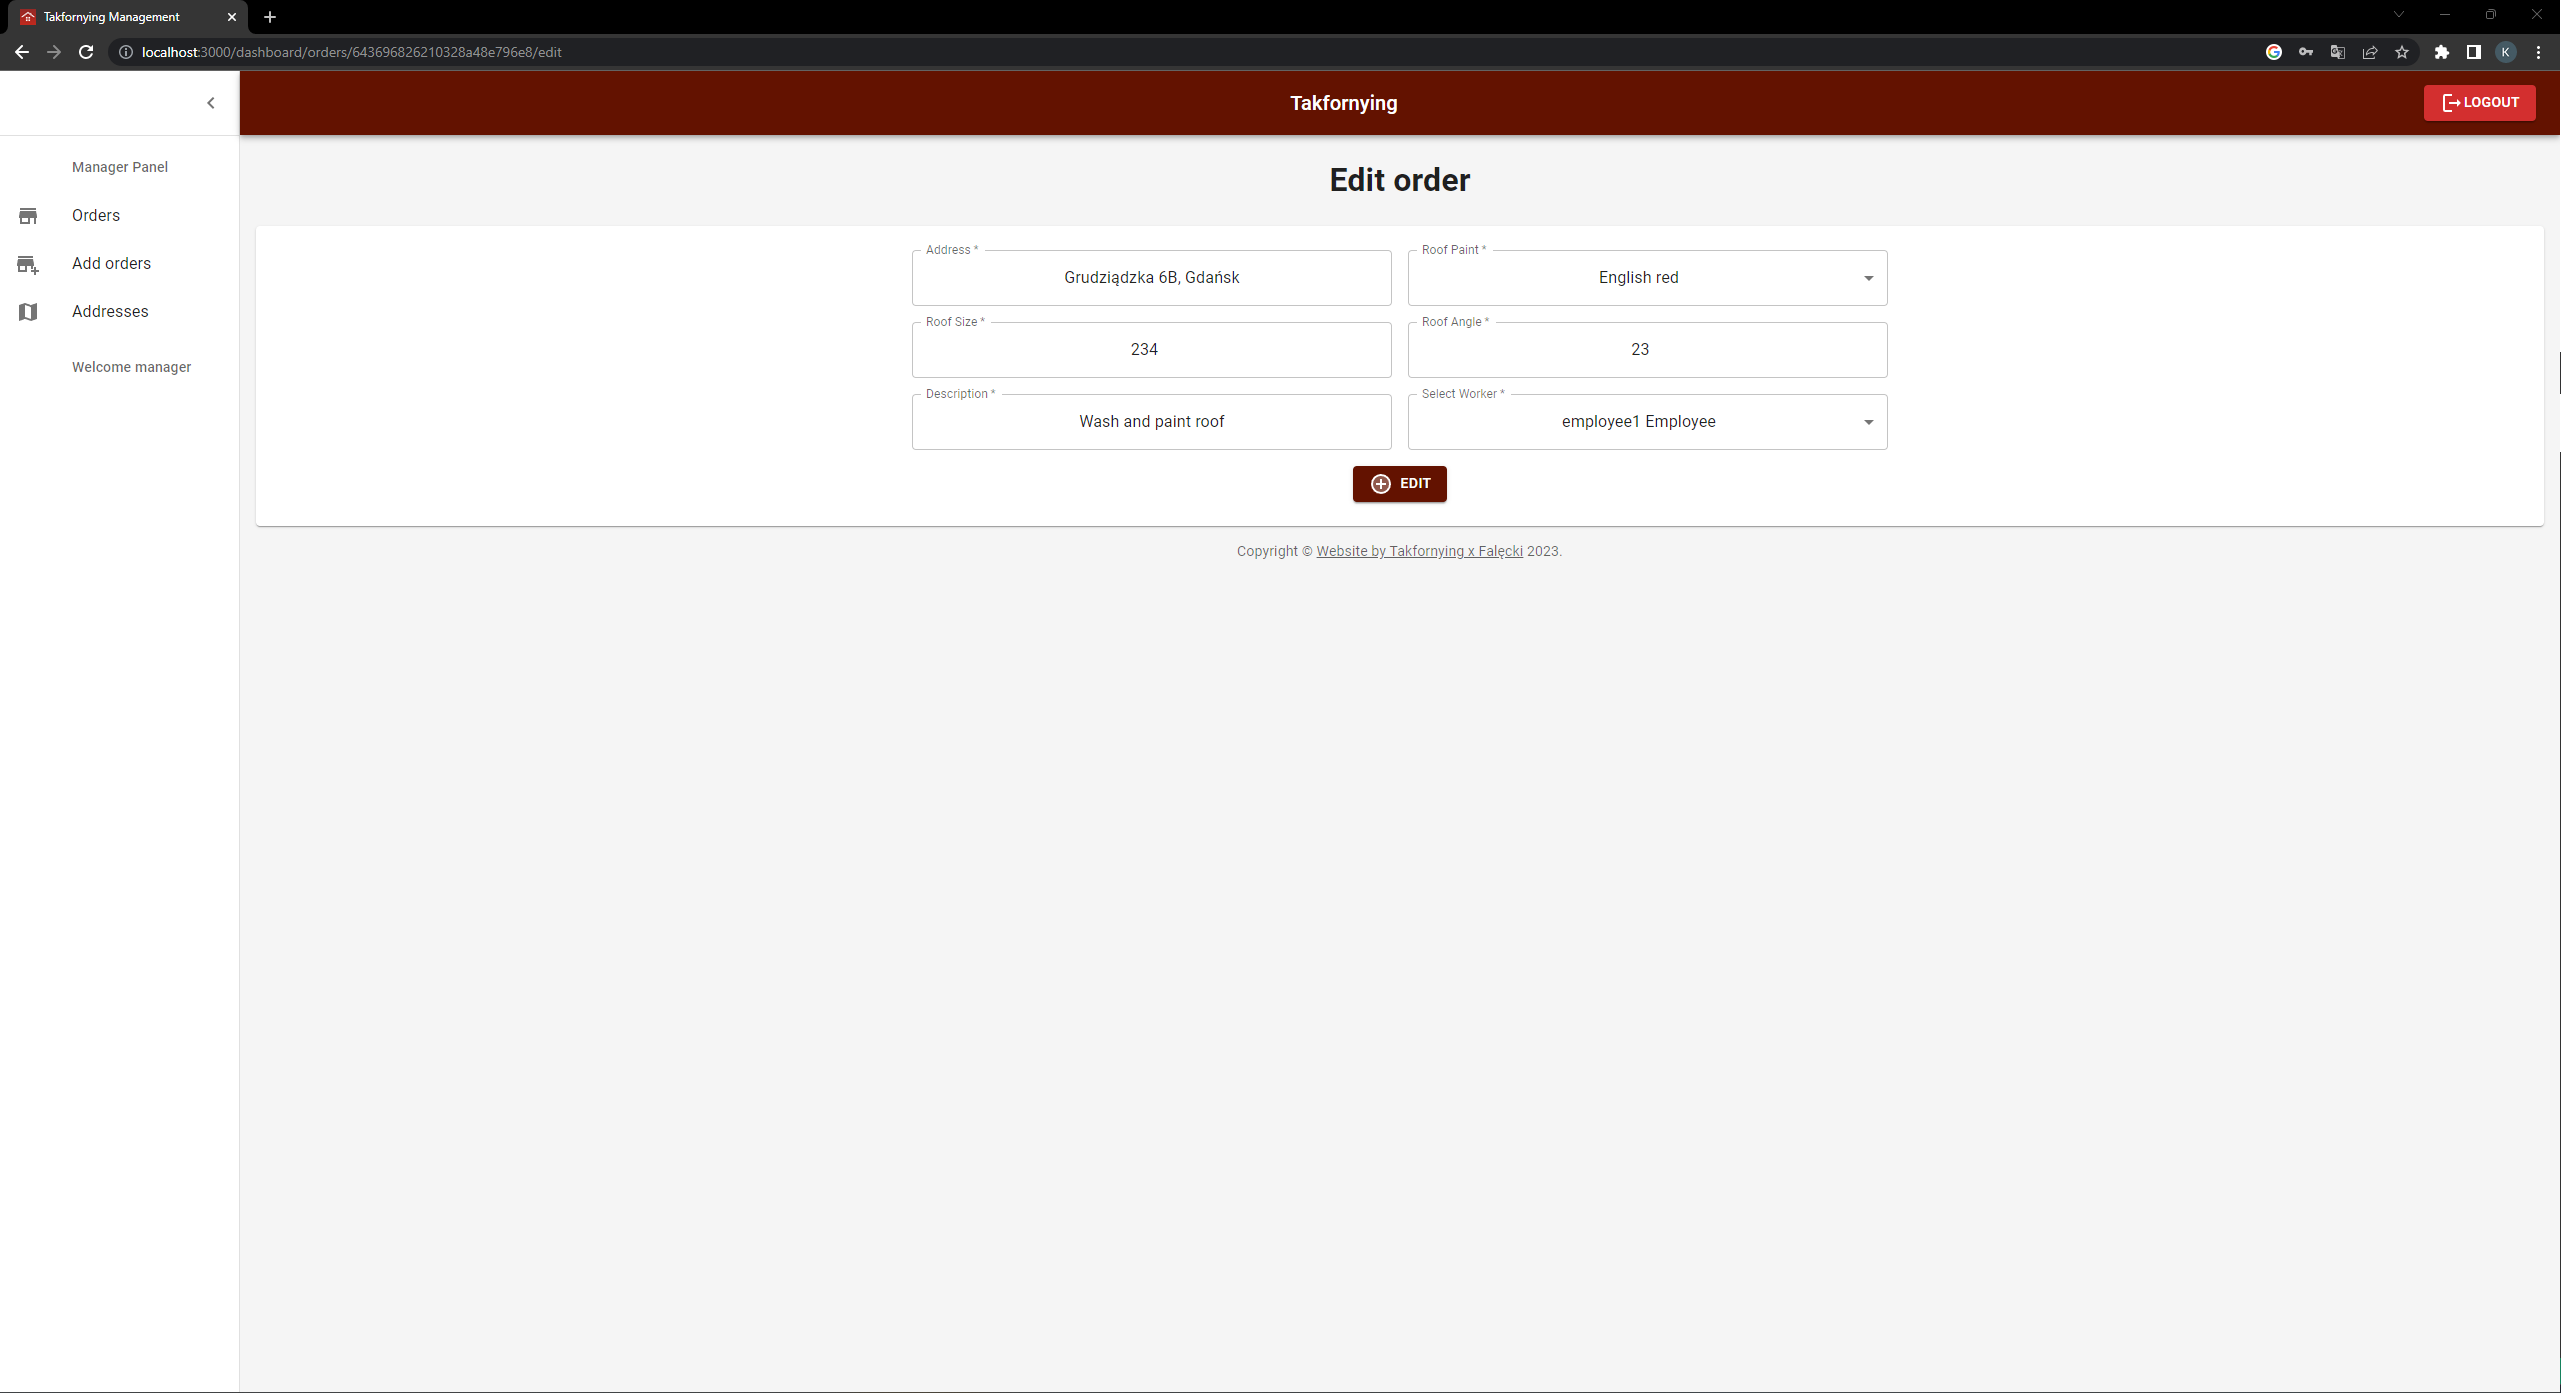 Takfornying Management
localhost:3000/dashboard/orders/643696826210328a48e796e8/edit
K
Takfornying
LOGOUT
Manager Panel
Orders
Add orders
Addresses
Welcome manager
Edit order
Address *
Grudziądzka 6B, Gdańsk
Roof Paint *
English red
Roof Size *
234
Roof Angle *
23
Description *
Wash and paint roof
Select Worker *
employee1 Employee
EDIT
Copyright © Website by Takfornying x Falęcki 2023.